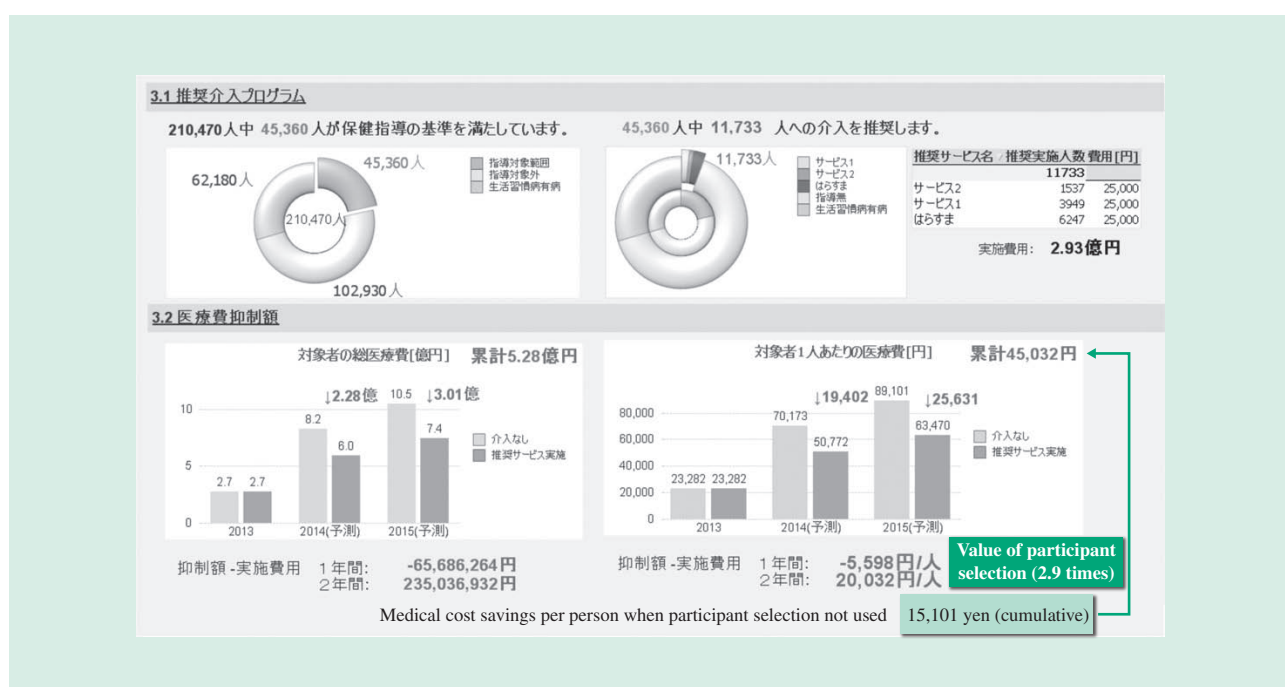 3.1 推奨介入プログラム
210,470人中 45,360人が保健指導の基準を満たしています。
45,360人中 11,733 人への介入を推奨します。
45,360人
62,180人
210,470人
102,930人
指導対象範囲
指導対象外
生活習慣病有病
11,733人
サービス1
サービス2
はらすま
指導無
生活習慣病有病
推奨サービス名 / 推奨実施人数 費用[円]
11733
サービス2 1537 25,000
サービス1 3949 25,000
はらすま 6247 25,000
実施費用: 2.93億円
3.2 医療費抑制額
対象者の総医療費[億円] 累計5.28億円
↓2.28億 10.5 ↓3.01億
10
8.2
7.4
6.0
5
2.7 2.7
0
2013 2014(予測) 2015(予測)
介入なし
推奨サービス実施
対象者1人あたりの医療費[円] 累計45,032円
↓19,402 89,101 ↓25,631
80,000
70,173
63,470
60,000
50,772
40,000
23,282 23,282
20,000
0
2013 2014(予測) 2015(予測)
介入なし
推奨サービス実施
抑制額-実施費用 1年間: -65,686,264円
2年間: 235,036,932円
抑制額-実施費用 1年間: -5,598円/人
2年間: 20,032円/人
Value of participant
selection (2.9 times)
Medical cost savings per person when participant selection not used 15,101 yen (cumulative)